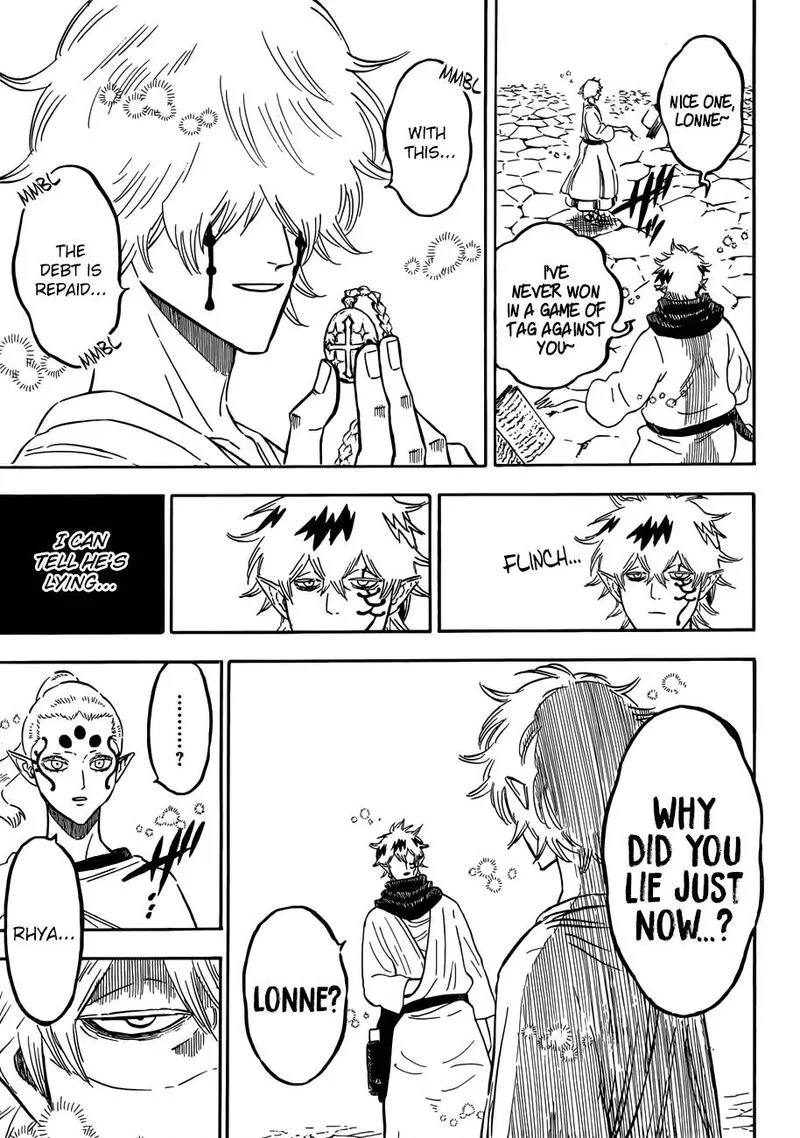 NICE ONE,
LONNE~
I'VE
NEVER WON
IN A GAME OF
TAG AGAINST
YOU~
MMBL
WITH
THIS...
MMBL
THE
DEBT IS
REPAID...
MMBL
FLINCH...
I CAN
TELL HE'S
LYING...
WHY
DID YOU
LIE JUST
NOW...?
LONNE?
........
?
RHYA...